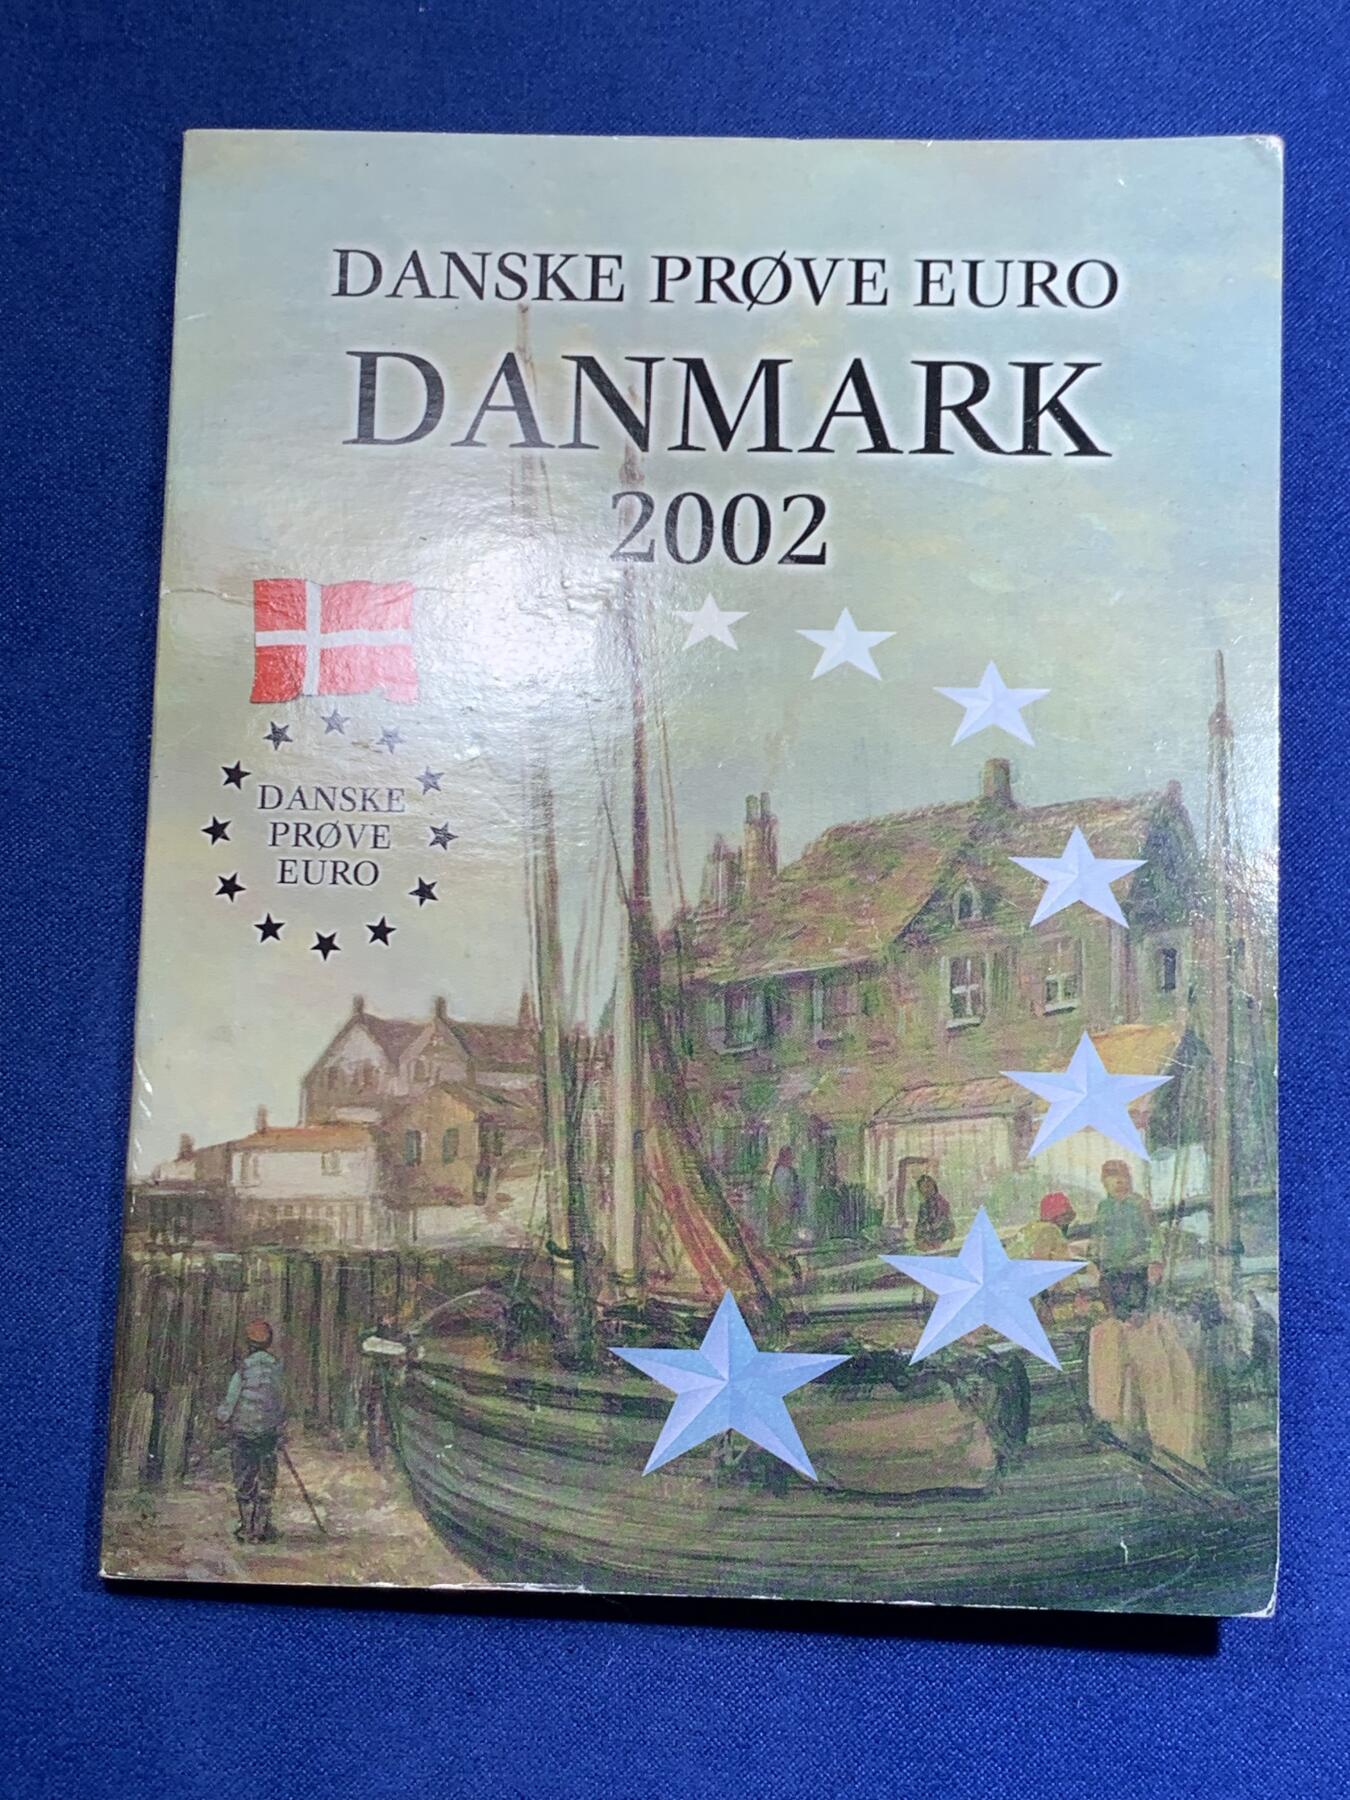 DANSKE PRØVE EURO
DANMARK
2002
DANSKE
PRØVE
EURO